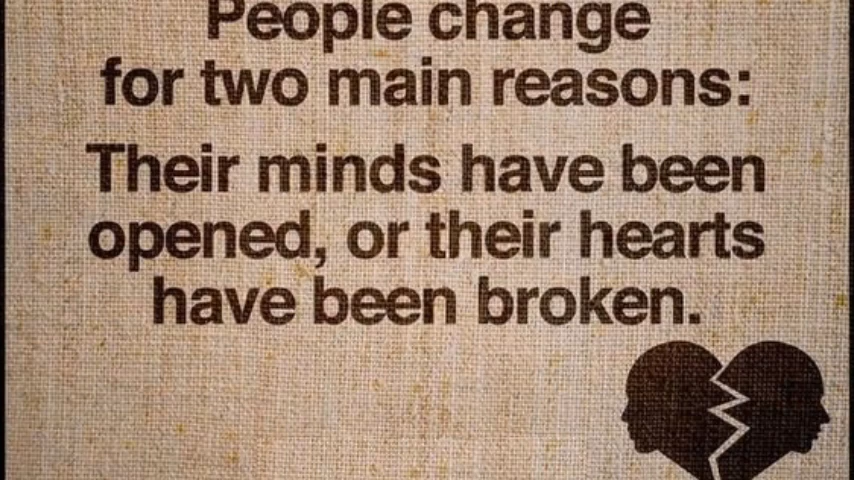 People change
for two main reasons:
Their minds have been
opened, or their hearts
have been broken.